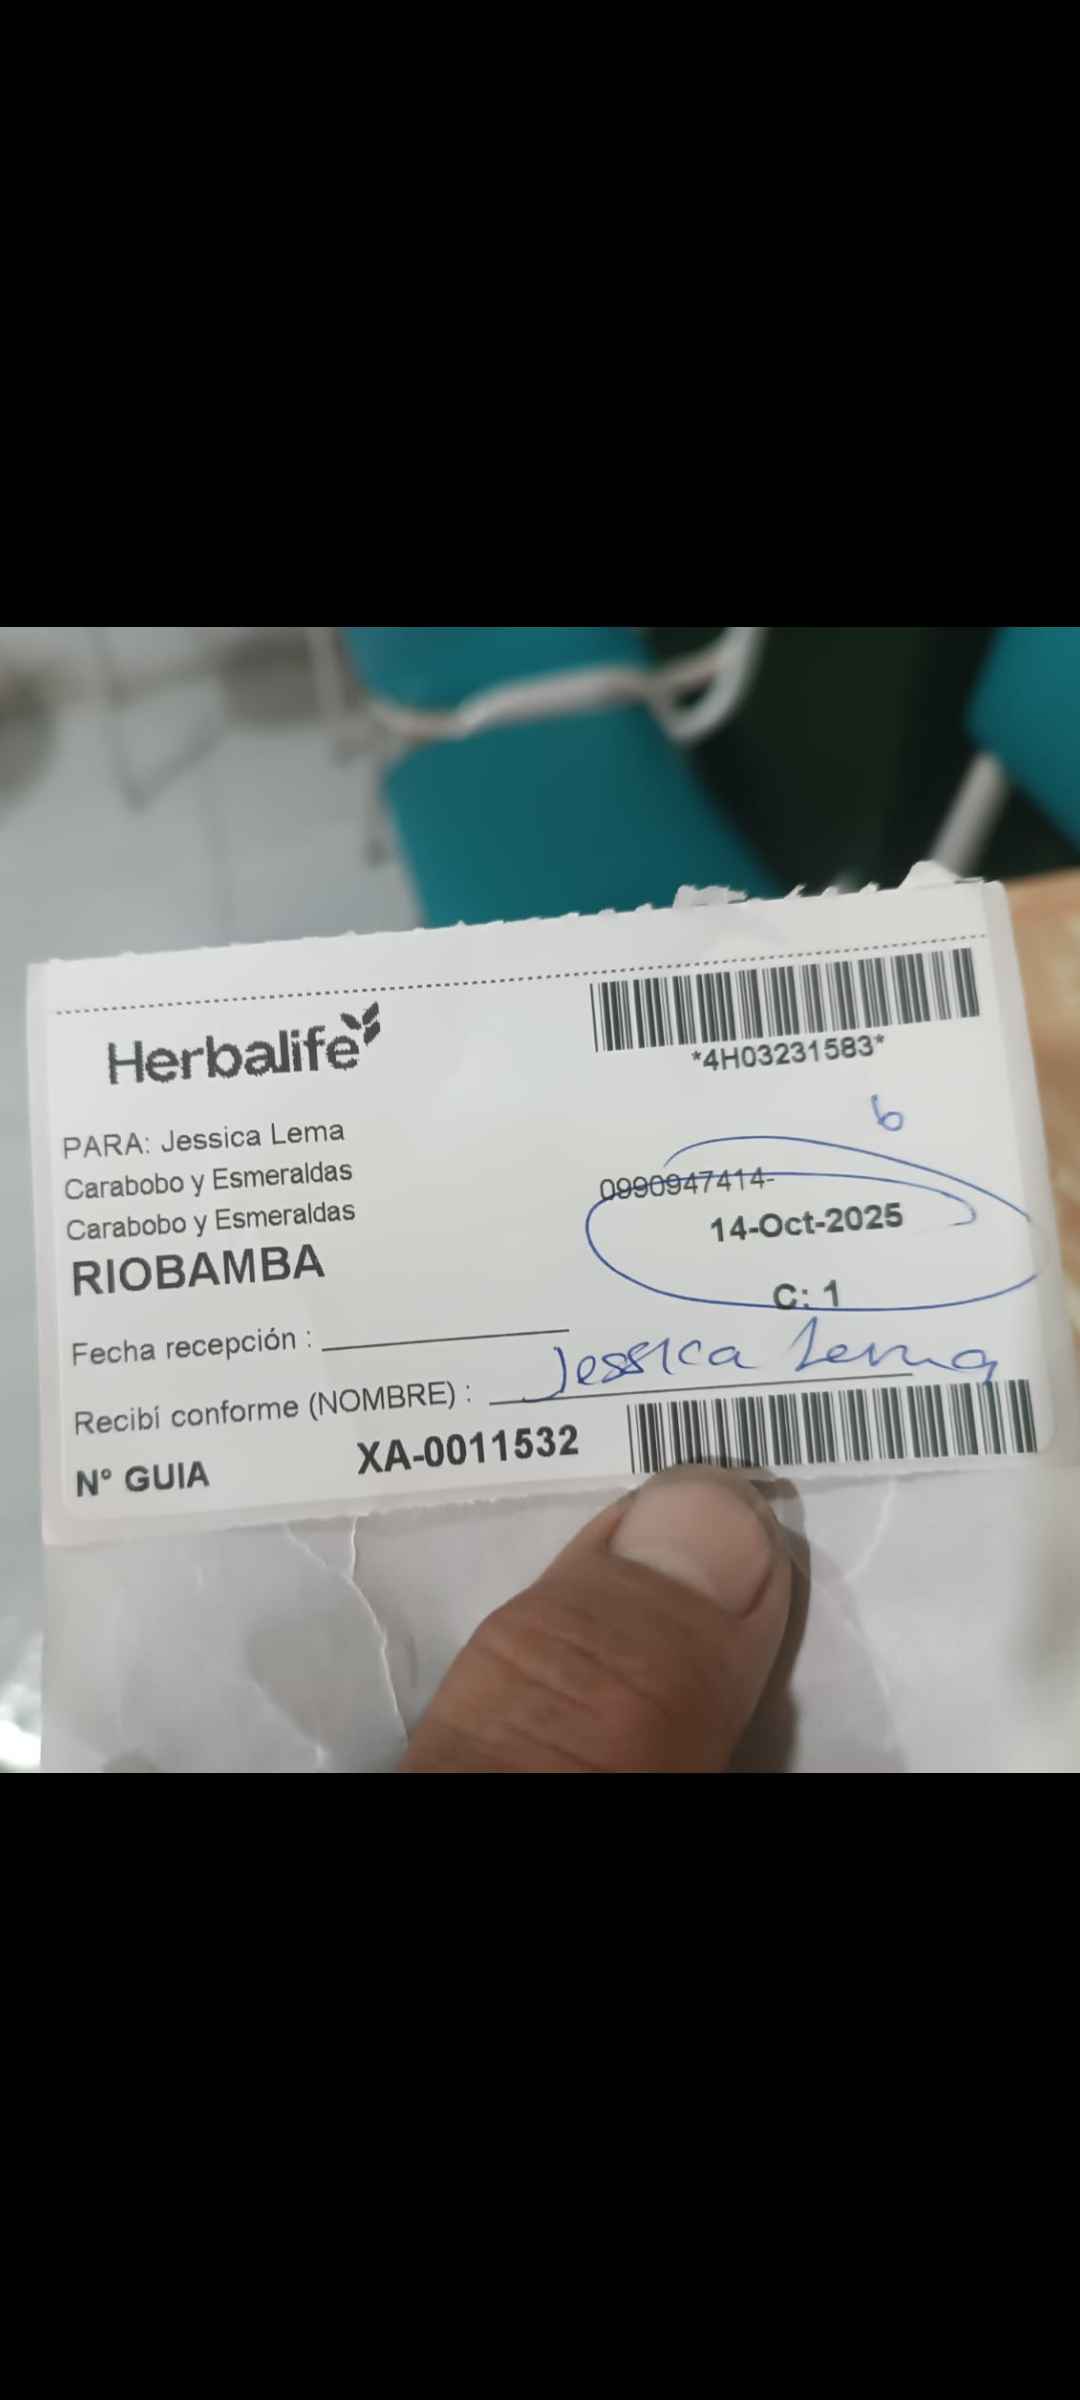 Herbalife
*4H03231583*
6
PARA: Jessica Lema
Carabobo y Esmeraldas
0990947414-
Carabobo y Esmeraldas
14-Oct-2025
RIOBAMBA
C: 1
Fecha recepción :
Recibí conforme (NOMBRE) : Jessica Lema
N° GUIA XA-0011532